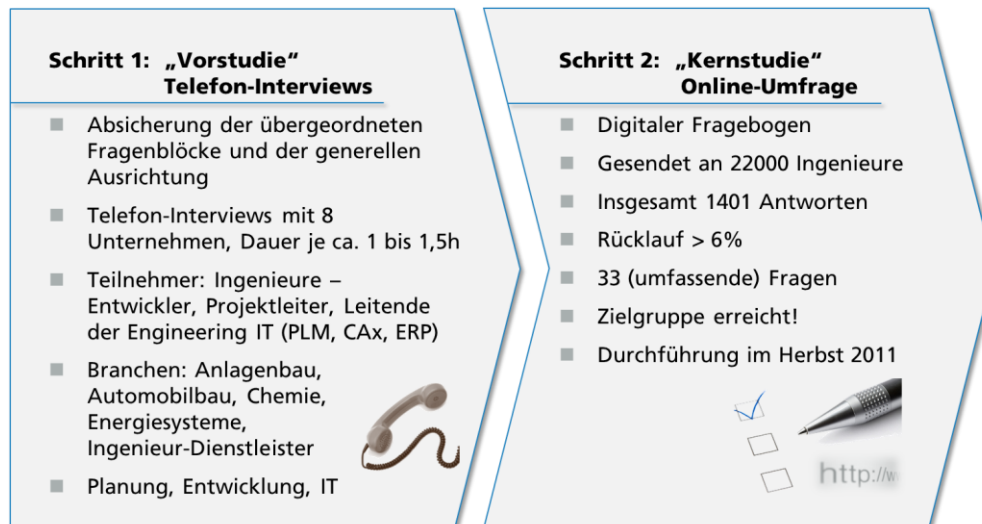 Schritt 1: „Vorstudie“
Telefon-Interviews
Absicherung der übergeordneten
Fragenblöcke und der generellen
Ausrichtung
Telefon-Interviews mit 8
Unternehmen, Dauer je ca. 1 bis 1,5h
Teilnehmer: Ingenieure –
Entwickler, Projektleiter, Leitende
der Engineering IT (PLM, CAx, ERP)
Branchen: Anlagenbau,
Automobilbau, Chemie,
Energiesysteme,
Ingenieur-Dienstleister
Planung, Entwicklung, IT
Schritt 2: „Kernstudie“
Online-Umfrage
Digitaler Fragebogen
Gesendet an 22000 Ingenieure
Insgesamt 1401 Antworten
Rücklauf > 6%
33 (umfassende) Fragen
Zielgruppe erreicht!
Durchführung im Herbst 2011
http://w